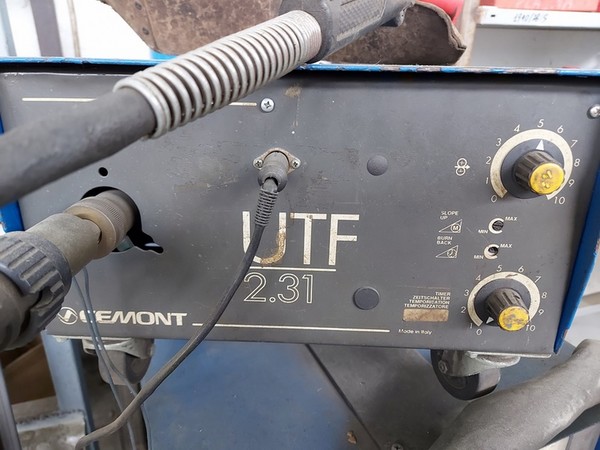 UTF
2.31
CEMONT
SLOPE
UP
M
MIN
MAX
BURN
BACK
MIN
MAX
TIMER
ZEITSCHALTER
TEMPORISATION
TEMPORIZZATORE
Made in Italy
0 1 2 3 4 5 6 7 8 9 10
0 1 2 3 4 5 6 7 8 9 10